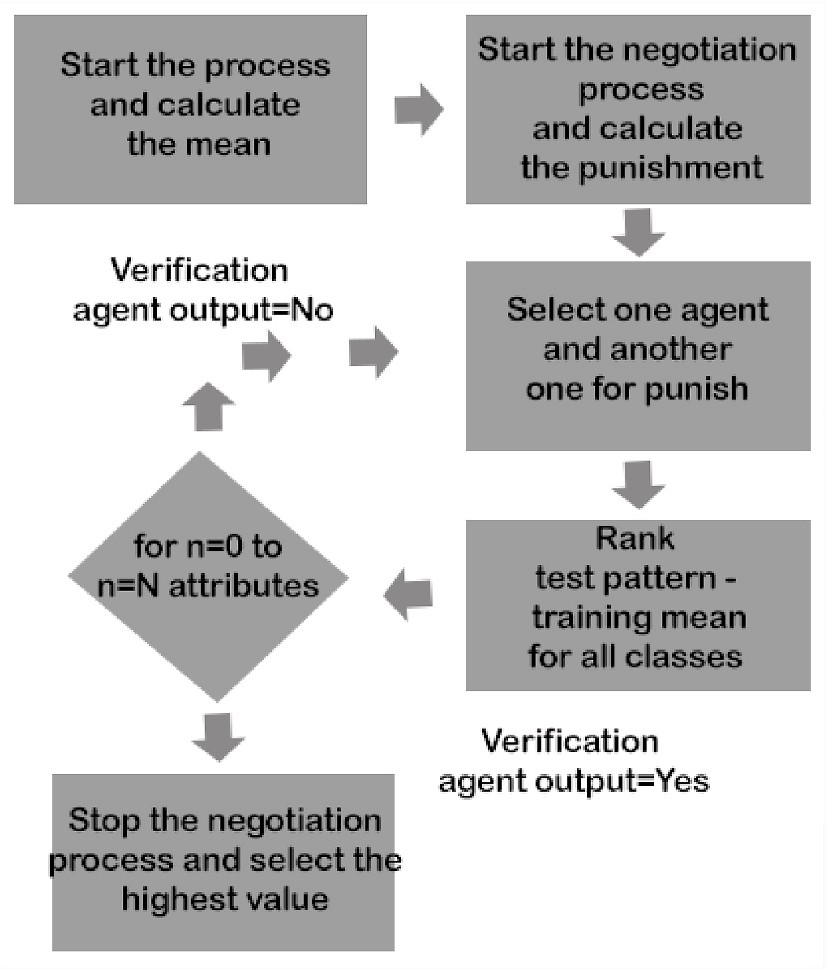 Start the process
and calculate
the mean
Start the negotiation
process
and calculate
the punishment
Verification
agent output=No
Select one agent
and another
one for punish
for n=0 to
n=N attributes
Rank
test pattern -
training mean
for all classes
Verification
agent output=Yes
Stop the negotiation
process and select the
highest value